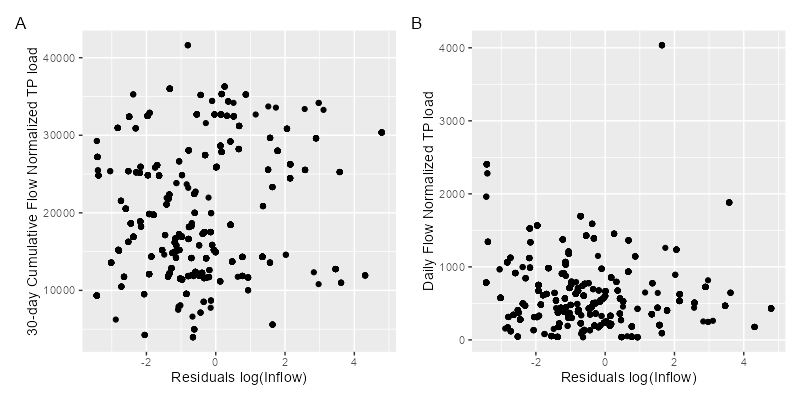 A
30-day Cumulative Flow Normalized TP load
40000
30000
20000
10000
-2
0
2
4
Residuals log(Inflow)
B
Daily Flow Normalized TP load
4000
3000
2000
1000
0
-2
0
2
4
Residuals log(Inflow)